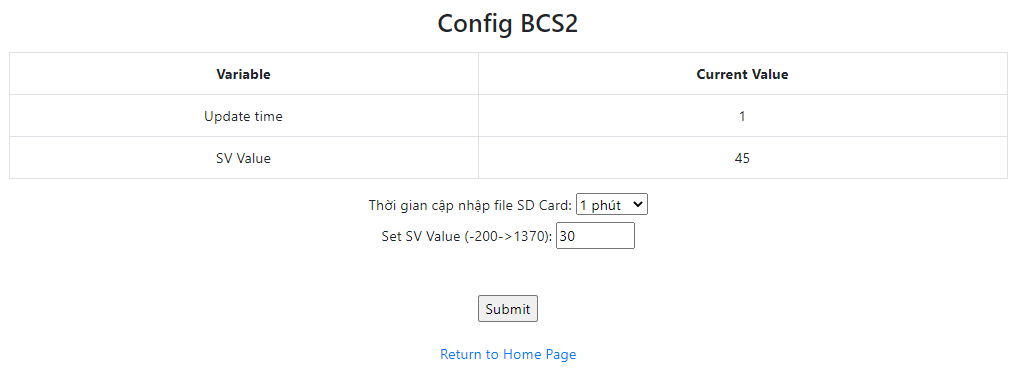 Config BCS2
Variable Current Value
Update time 1
SV Value 45
Thời gian cập nhập file SD Card: 1 phút
Set SV Value (-200->1370): 30
Submit
Return to Home Page